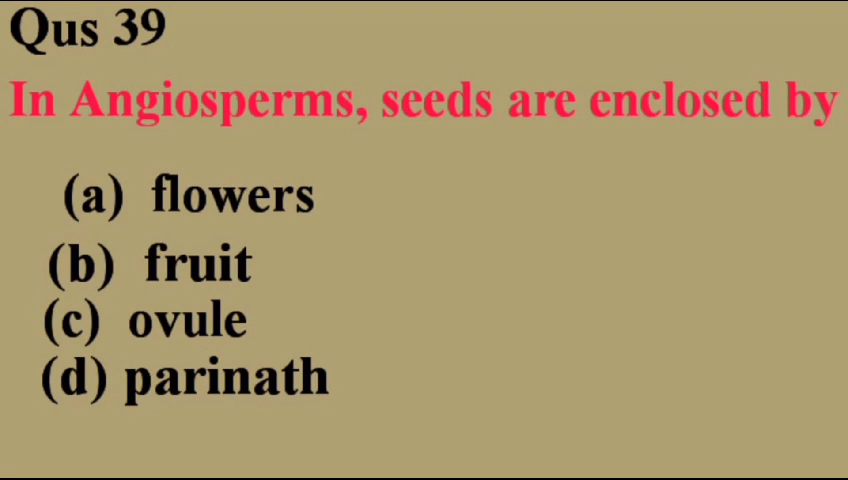 Qus 39
In Angiosperms, seeds are enclosed by
(a) flowers
(b) fruit
(c) ovule
(d) parinath